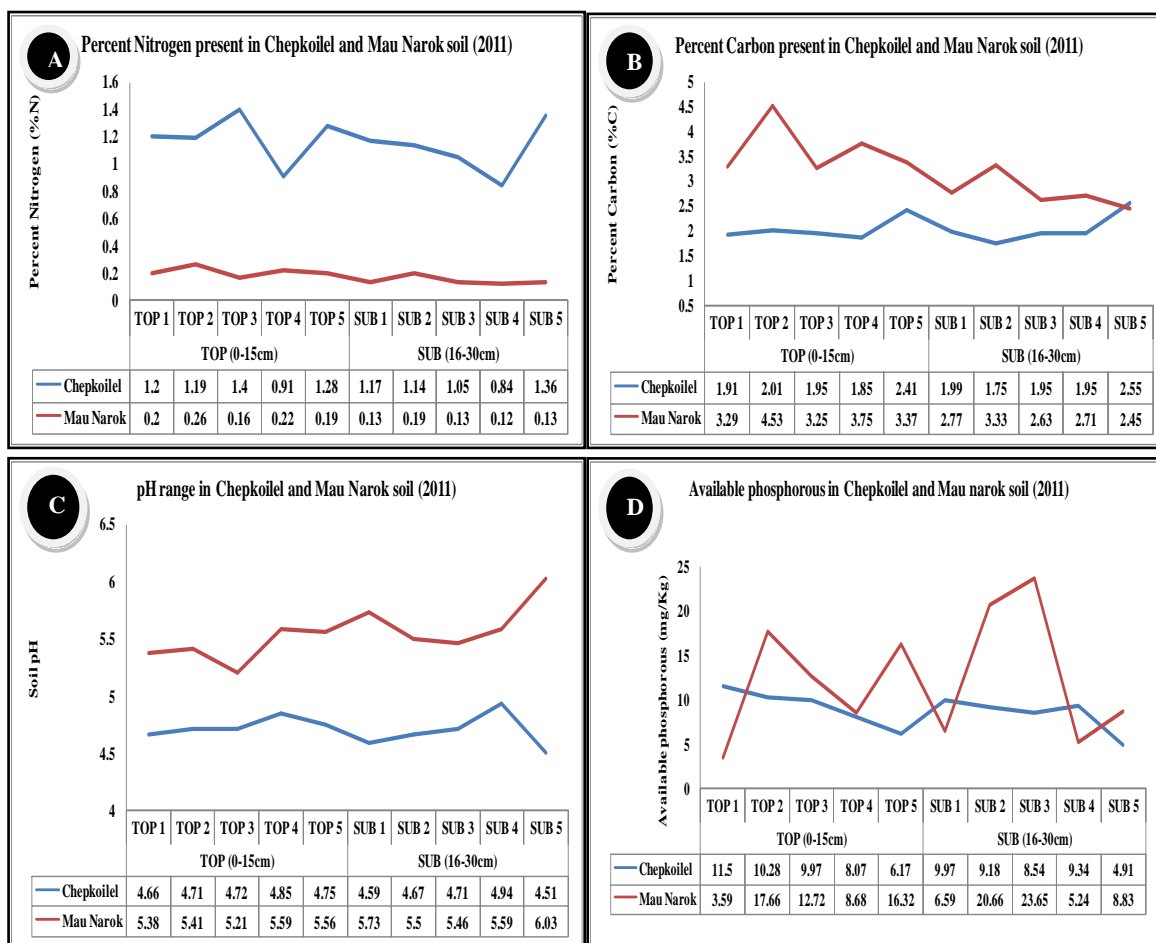 A
Percent Nitrogen present in Chepkoilel and Mau Narok soil (2011)
Percent Nitrogen (%N)
1.6
1.4
1.2
1
0.8
0.6
0.4
0.2
0
TOP 1 TOP 2 TOP 3 TOP 4 TOP 5 SUB 1 SUB 2 SUB 3 SUB 4 SUB 5
TOP (0-15cm) SUB (16-30cm)
Chepkoilel 1.2 1.19 1.4 0.91 1.28 1.17 1.14 1.05 0.84 1.36
Mau Narok 0.2 0.26 0.16 0.22 0.19 0.13 0.19 0.13 0.12 0.13
B
Percent Carbon present in Chepkoilel and Mau Narok soil (2011)
Percent Carbon (%C)
5
4.5
4
3.5
3
2.5
2
1.5
1
0.5
TOP 1 TOP 2 TOP 3 TOP 4 TOP 5 SUB 1 SUB 2 SUB 3 SUB 4 SUB 5
TOP (0-15cm) SUB (16-30cm)
Chepkoilel 1.91 2.01 1.95 1.85 2.41 1.99 1.75 1.95 1.95 2.55
Mau Narok 3.29 4.53 3.25 3.75 3.37 2.77 3.33 2.63 2.71 2.45
C
pH range in Chepkoilel and Mau Narok soil (2011)
Soil pH
6.5
6
5.5
5
4.5
4
TOP 1 TOP 2 TOP 3 TOP 4 TOP 5 SUB 1 SUB 2 SUB 3 SUB 4 SUB 5
TOP (0-15cm) SUB (16-30cm)
Chepkoilel 4.66 4.71 4.72 4.85 4.75 4.59 4.67 4.71 4.94 4.51
Mau Narok 5.38 5.41 5.21 5.59 5.56 5.73 5.5 5.46 5.59 6.03
D
Available phosphorous in Chepkoilel and Mau narok soil (2011)
Available phosphorous (mg/Kg)
25
20
15
10
5
0
TOP 1 TOP 2 TOP 3 TOP 4 TOP 5 SUB 1 SUB 2 SUB 3 SUB 4 SUB 5
TOP (0-15cm) SUB (16-30cm)
Chepkoilel 11.5 10.28 9.97 8.07 6.17 9.97 9.18 8.54 9.34 4.91
Mau Narok 3.59 17.66 12.72 8.68 16.32 6.59 20.66 23.65 5.24 8.83